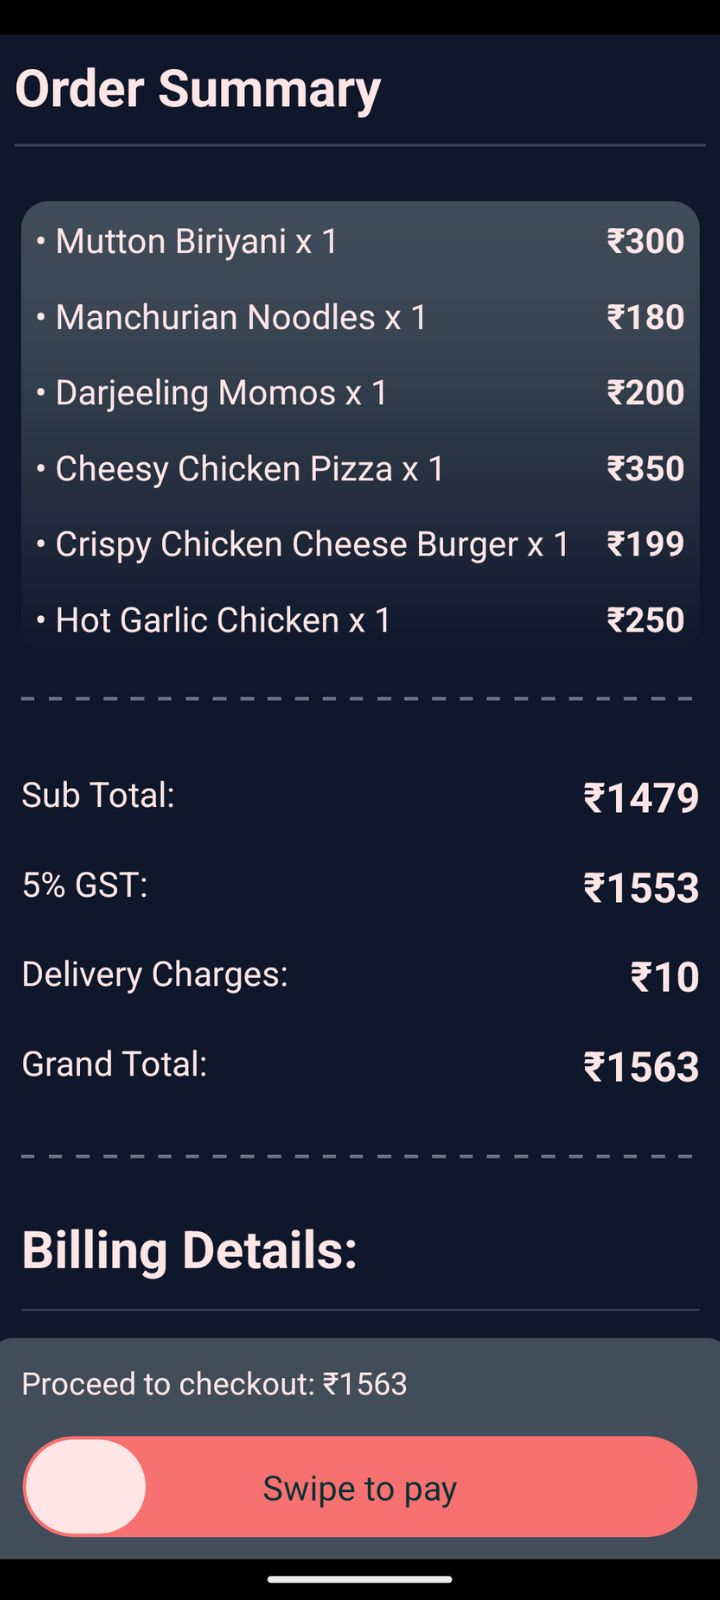 Order Summary
• Mutton Biriyani x 1 ₹300
• Manchurian Noodles x 1 ₹180
• Darjeeling Momos x 1 ₹200
• Cheesy Chicken Pizza x 1 ₹350
• Crispy Chicken Cheese Burger x 1 ₹199
• Hot Garlic Chicken x 1 ₹250
Sub Total: ₹1479
5% GST: ₹1553
Delivery Charges: ₹10
Grand Total: ₹1563
Billing Details:
Proceed to checkout: ₹1563
Swipe to pay